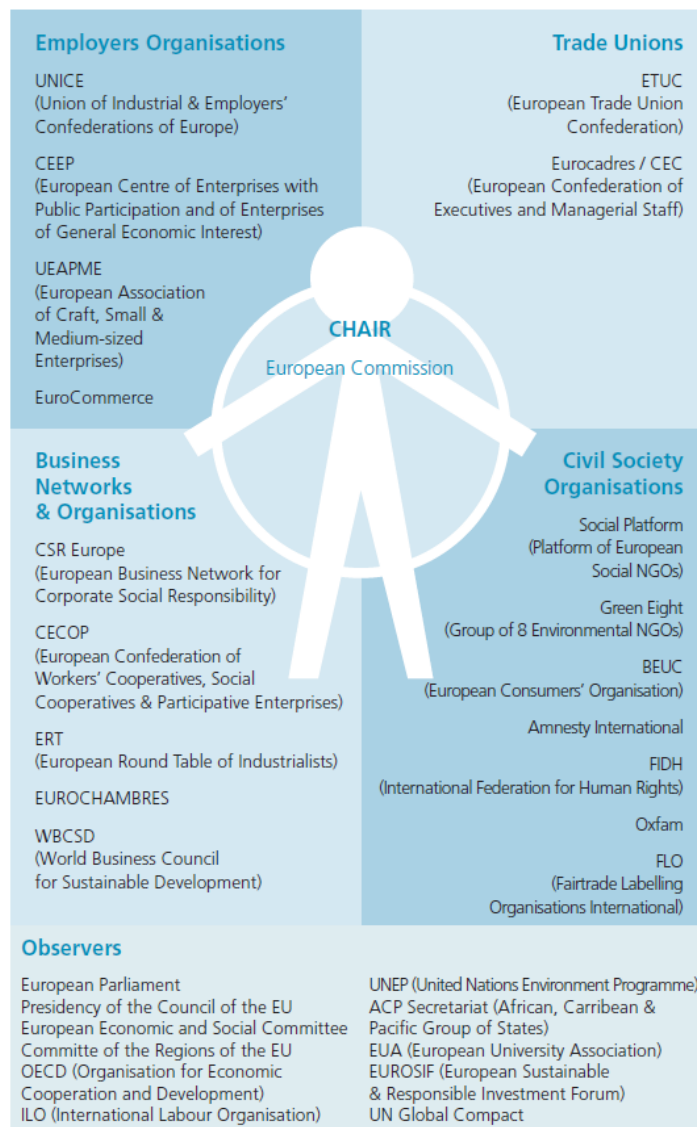 Employers Organisations
UNICE
(Union of Industrial & Employers'
Confederations of Europe)
CEEP
(European Centre of Enterprises with
Public Participation and of Enterprises
of General Economic Interest)
UEAPME
(European Association
of Craft, Small &
Medium-sized
Enterprises)
EuroCommerce
Trade Unions
ETUC
(European Trade Union
Confederation)
Eurocadres / CEC
(European Confederation of
Executives and Managerial Staff)
CHAIR
European Commission
Business
Networks
& Organisations
CSR Europe
(European Business Network for
Corporate Social Responsibility)
CECOP
(European Confederation of
Workers' Cooperatives, Social
Cooperatives & Participative Enterprises)
ERT
(European Round Table of Industrialists)
EUROCHAMBRES
WBCSD
(World Business Council
for Sustainable Development)
Civil Society
Organisations
Social Platform
(Platform of European
Social NGOs)
Green Eight
(Group of 8 Environmental NGOs)
BEUC
(European Consumers' Organisation)
Amnesty International
FIDH
(International Federation for Human Rights)
Oxfam
FLO
(Fairtrade Labelling
Organisations International)
Observers
European Parliament
Presidency of the Council of the EU
European Economic and Social Committee
Committe of the Regions of the EU
OECD (Organisation for Economic
Cooperation and Development)
ILO (International Labour Organisation)
UNEP (United Nations Environment Programme)
ACP Secretariat (African, Carribean &
Pacific Group of States)
EUA (European University Association)
EUROSIF (European Sustainable
& Responsible Investment Forum)
UN Global Compact